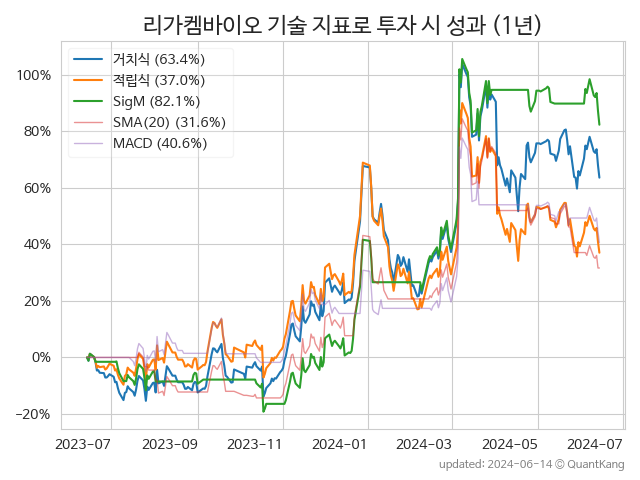 리가켐바이오 기술 지표로 투자 시 성과 (1년)
거치식 (63.4%)
적립식 (37.0%)
SigM (82.1%)
SMA(20) (31.6%)
MACD (40.6%)
100%
80%
60%
40%
20%
0%
−20%
2023-07 2023-09 2023-11 2024-01 2024-03 2024-05 2024-07
updated: 2024-06-14 © QuantKang